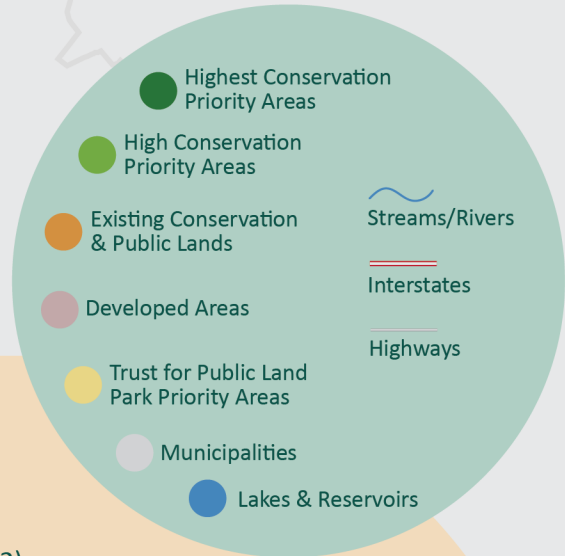 Highest Conservation
Priority Areas
High Conservation
Priority Areas
Existing Conservation
& Public Lands
Developed Areas
Trust for Public Land
Park Priority Areas
Municipalities
Lakes & Reservoirs
Streams/Rivers
Interstates
Highways